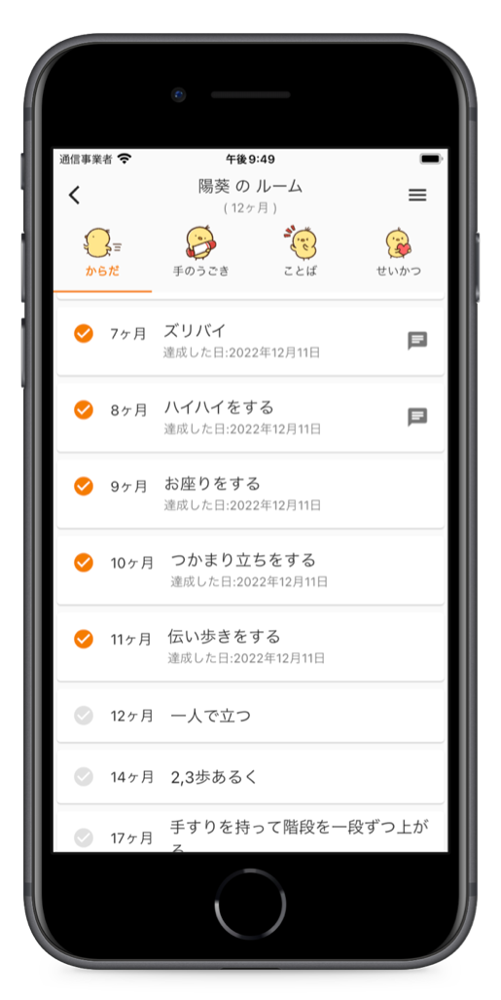 通信事業者 午後9:49
陽葵 の ルーム
( 12ヶ月 )
からだ 手のうごき ことば せいかつ
7ヶ月 ズリバイ
達成した日:2022年12月11日
8ヶ月 ハイハイをする
達成した日:2022年12月11日
9ヶ月 お座りをする
達成した日:2022年12月11日
10ヶ月 つかまり立ちをする
達成した日:2022年12月11日
11ヶ月 伝い歩きをする
達成した日:2022年12月11日
12ヶ月 一人で立つ
14ヶ月 2,3歩あるく
17ヶ月 手すりを持って階段を一段ずつ上が
る